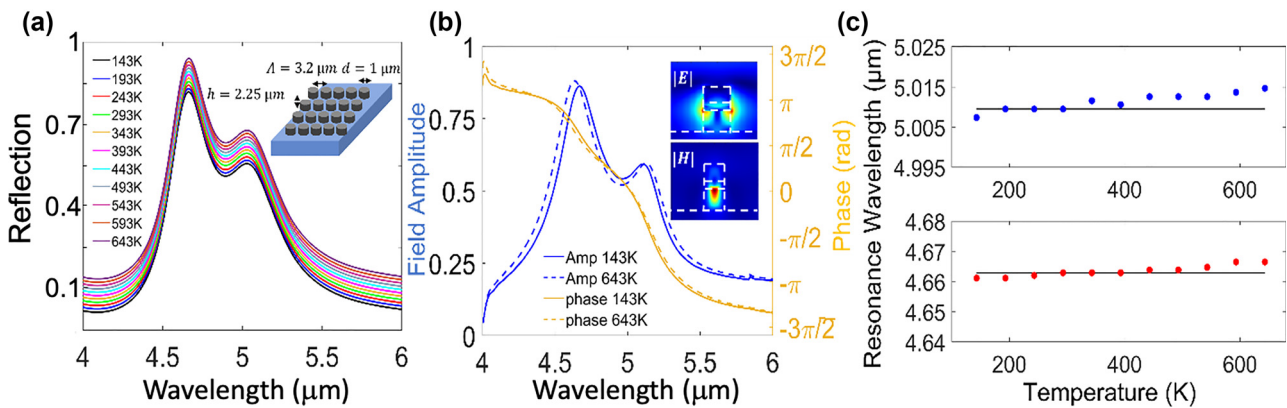 (a)
1
0.7
0.4
0.1
Reflection
143K
193K
243K
293K
343K
393K
443K
493K
543K
593K
643K
Λ = 3.2 μm d = 1 μm
h = 2.25 μm
4 4.5 5 5.5 6
Wavelength (μm)
(b)
1
0.75
0.5
0.25
0
Field Amplitude
|E|
|H|
Amp 143K
Amp 643K
phase 143K
phase 643K
3π/2
π
π/2
0
-π/2
-π
-3π/2
Phase (rad)
4 4.5 5 5.5 6
Wavelength (μm)
(c)
5.025
5.01
4.995
200 400 600
Resonance Wavelength (μm)
4.68
4.67
4.66
4.65
4.64
200 400 600
Temperature (K)